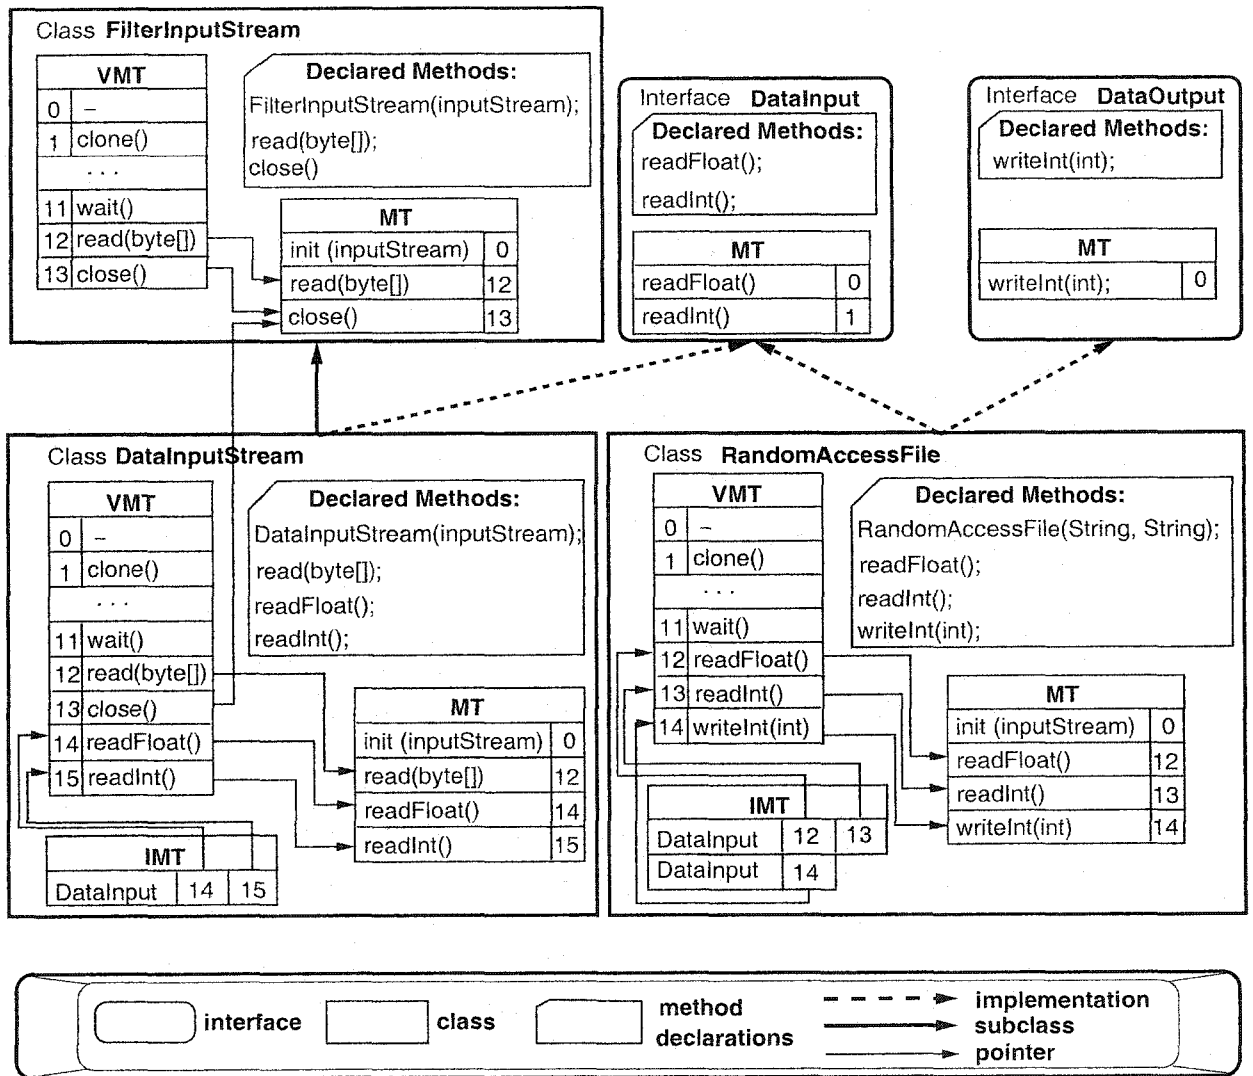 Class FilterInputStream
VMT
0 –
1 clone()
...
11 wait()
12 read(byte[])
13 close()
Declared Methods:
FilterInputStream(inputStream);
read(byte[]);
close()
MT
init (inputStream) 0
read(byte[]) 12
close() 13
Interface DataInput
Declared Methods:
readFloat();
readInt();
MT
readFloat() 0
readInt() 1
Interface DataOutput
Declared Methods:
writeInt(int);
MT
writeInt(int); 0
Class DataInputStream
VMT
0 –
1 clone()
...
11 wait()
12 read(byte[])
13 close()
14 readFloat()
15 readInt()
Declared Methods:
DataInputStream(inputStream);
read(byte[]);
readFloat();
readInt();
MT
init (inputStream) 0
read(byte[]) 12
readFloat() 14
readInt() 15
IMT
DataInput 14 15
Class RandomAccessFile
VMT
0 –
1 clone()
...
11 wait()
12 readFloat()
13 readInt()
14 writeInt(int)
Declared Methods:
RandomAccessFile(String, String);
readFloat();
readInt();
writeInt(int);
MT
init (inputStream) 0
readFloat() 12
readInt() 13
writeInt(int) 14
IMT
DataInput 12 13
DataInput 14
interface
class
method
declarations
implementation
subclass
pointer